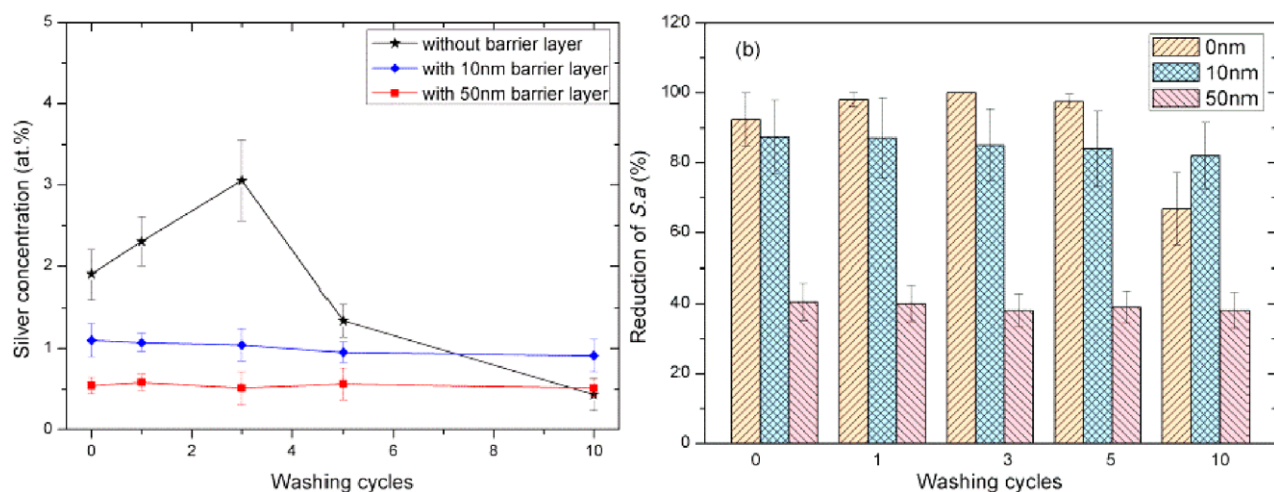 5
4
3
2
1
0
Silver concentration (at.%)
without barrier layer
with 10nm barrier layer
with 50nm barrier layer
0 2 4 6 8 10
Washing cycles
120
100
80
60
40
20
0
Reduction of S.a (%)
(b)
0nm
10nm
50nm
0 1 3 5 10
Washing cycles